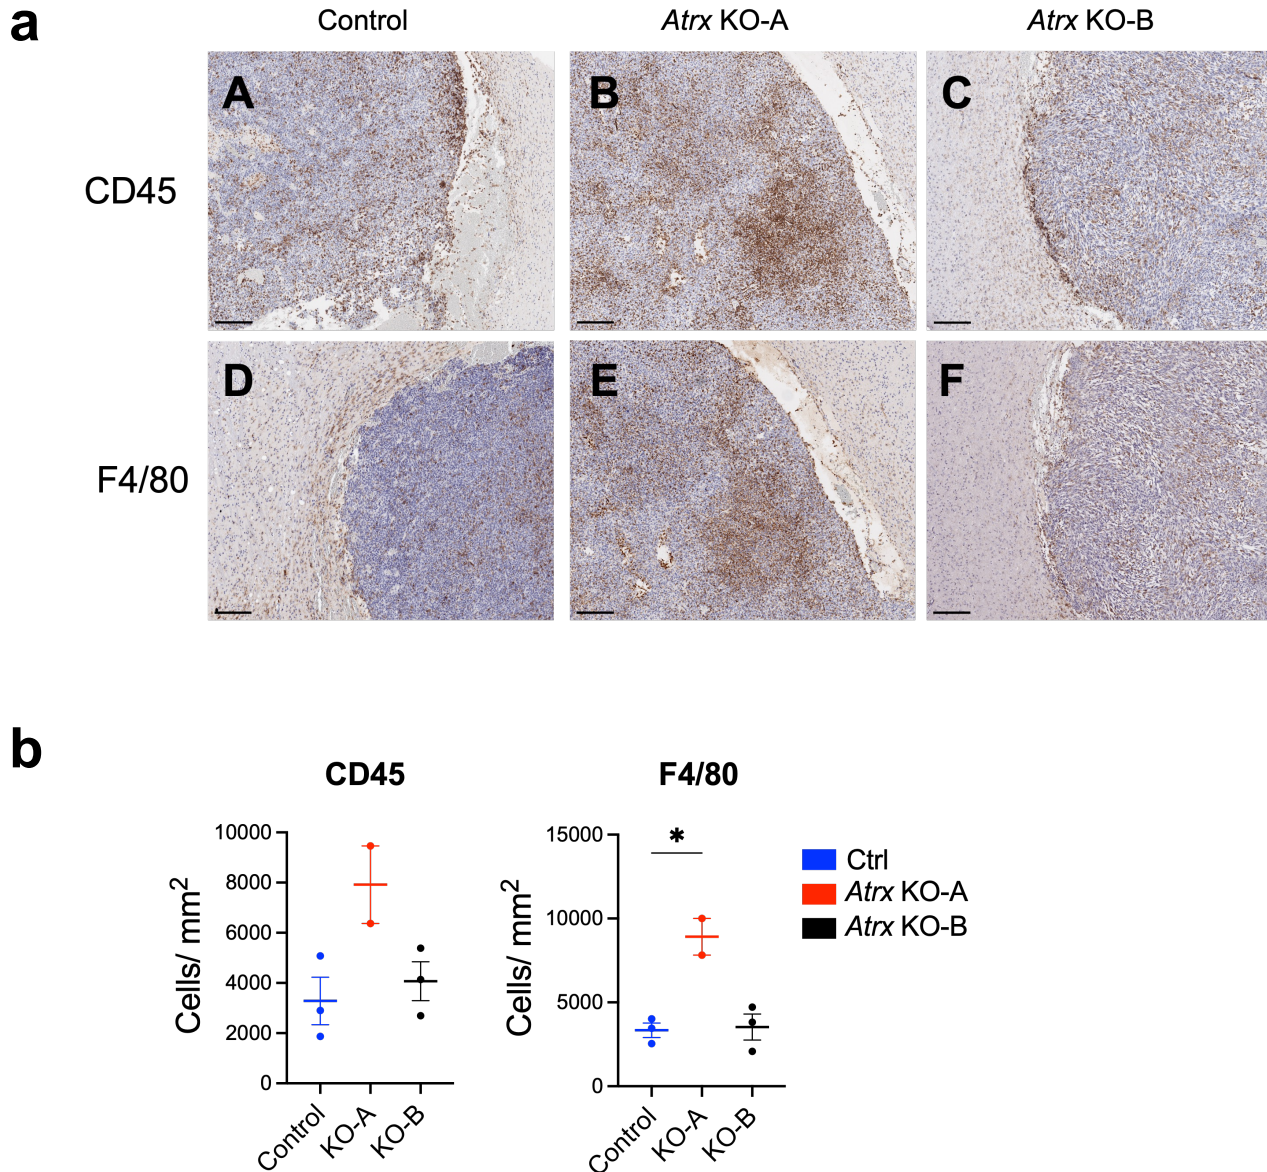 a
Control
Atrx KO-A
Atrx KO-B
CD45
A
B
C
F4/80
D
E
F
b
CD45
Cells/ mm2
10000
8000
6000
4000
2000
0
Control
KO-A
KO-B
F4/80
Cells/ mm2
15000
10000
5000
0
*
Control
KO-A
KO-B
Ctrl
Atrx KO-A
Atrx KO-B